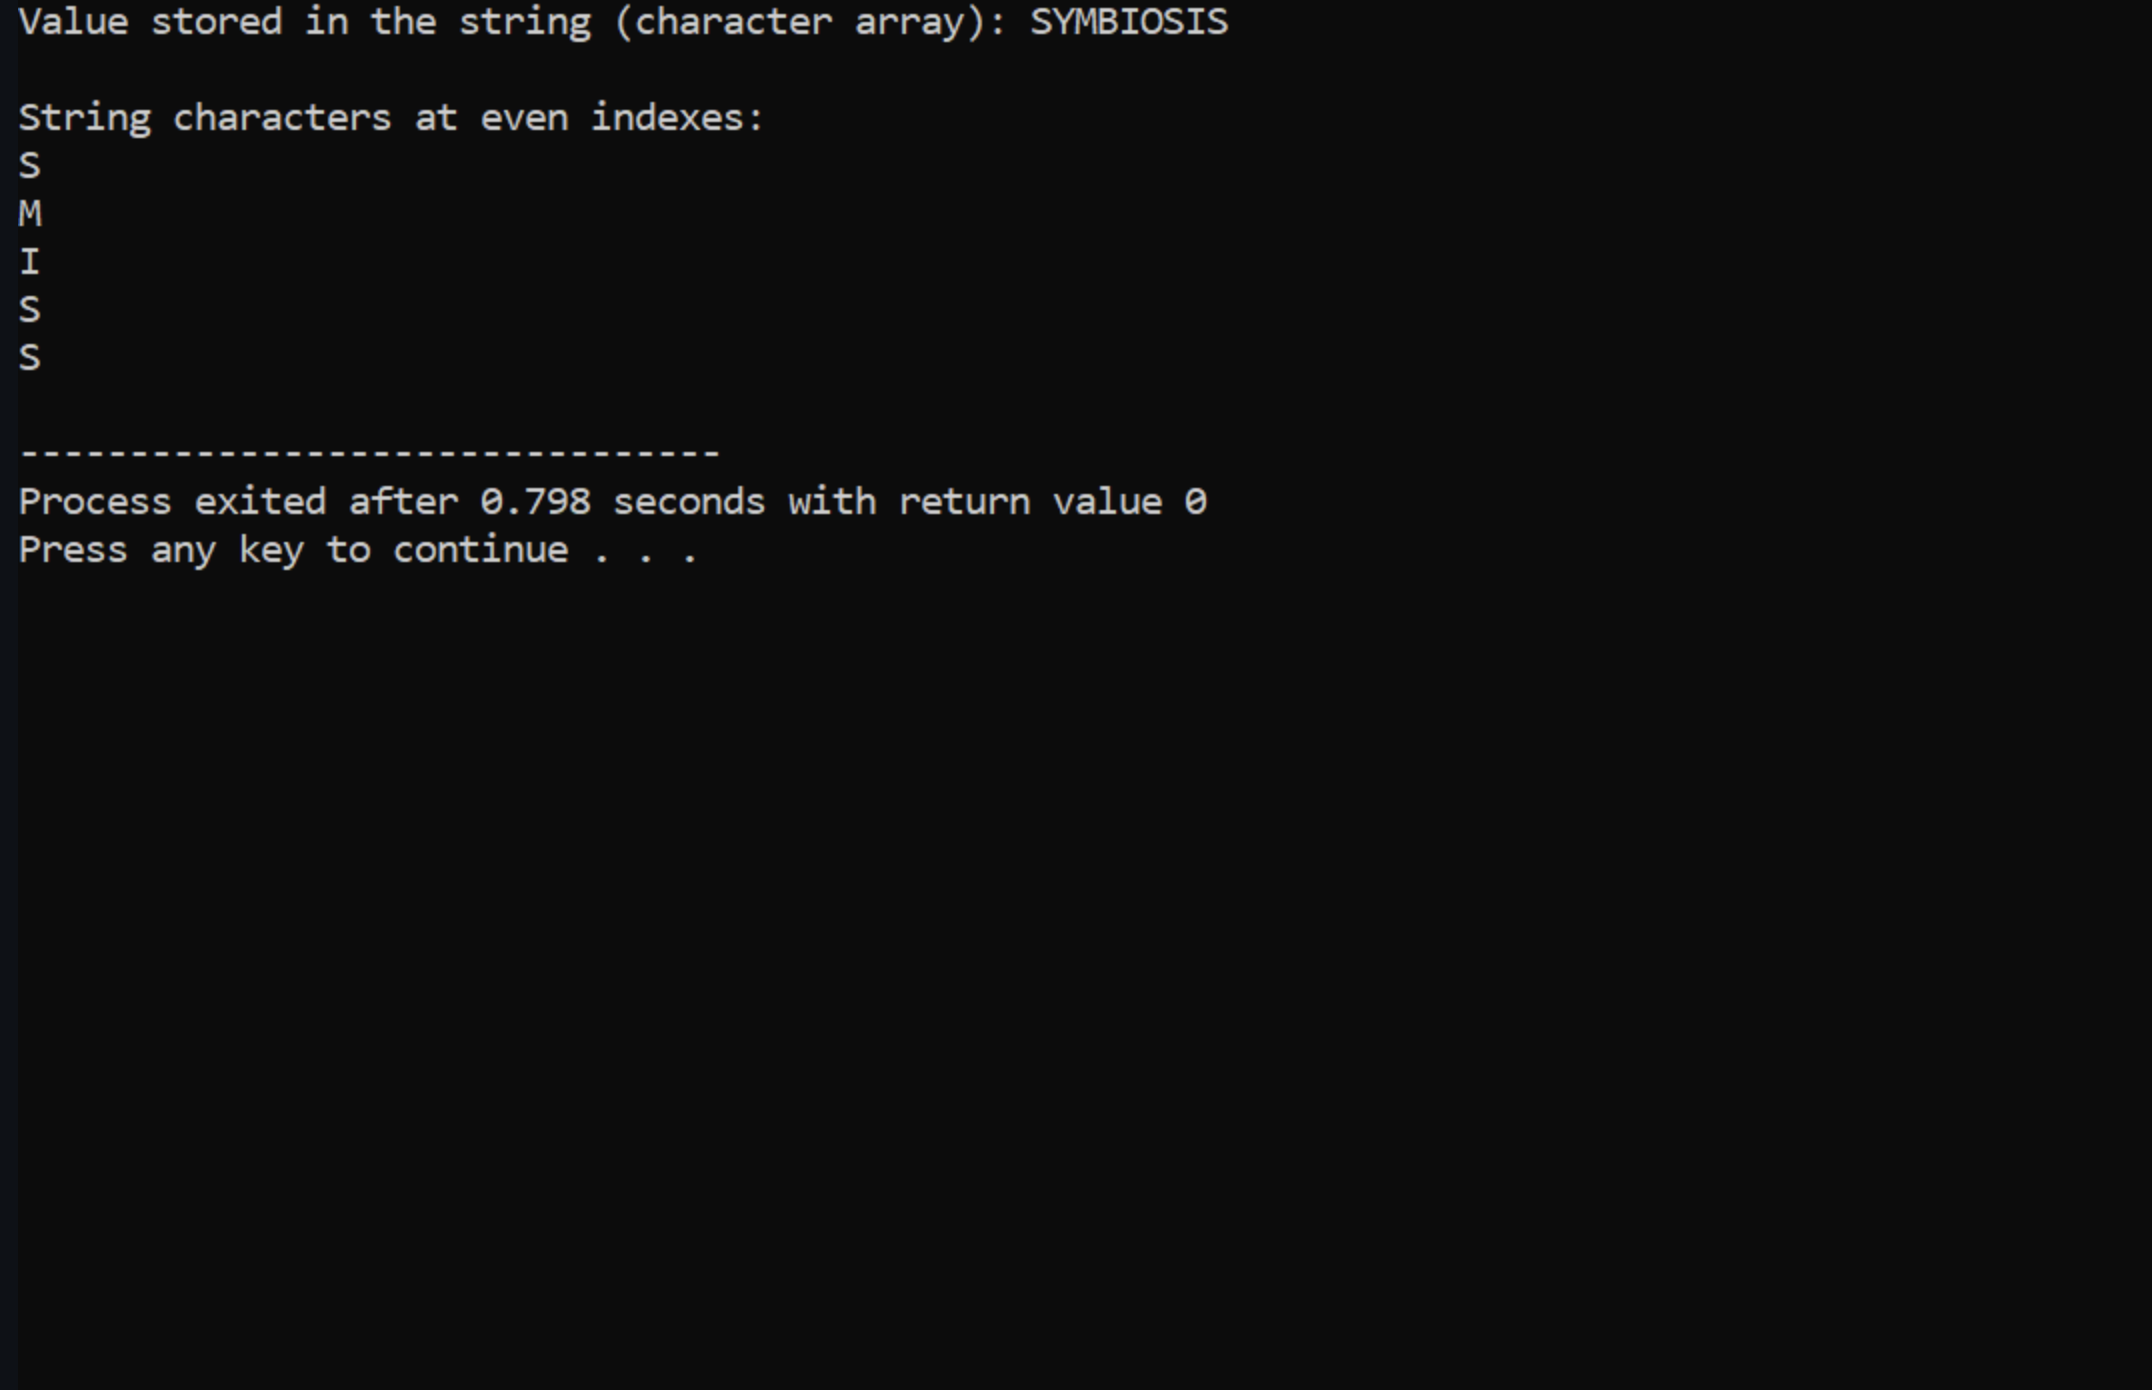 Value stored in the string (character array): SYMBIOSIS
String characters at even indexes:
S
M
I
S
S
--------------------------------
Process exited after 0.798 seconds with return value 0
Press any key to continue . . .